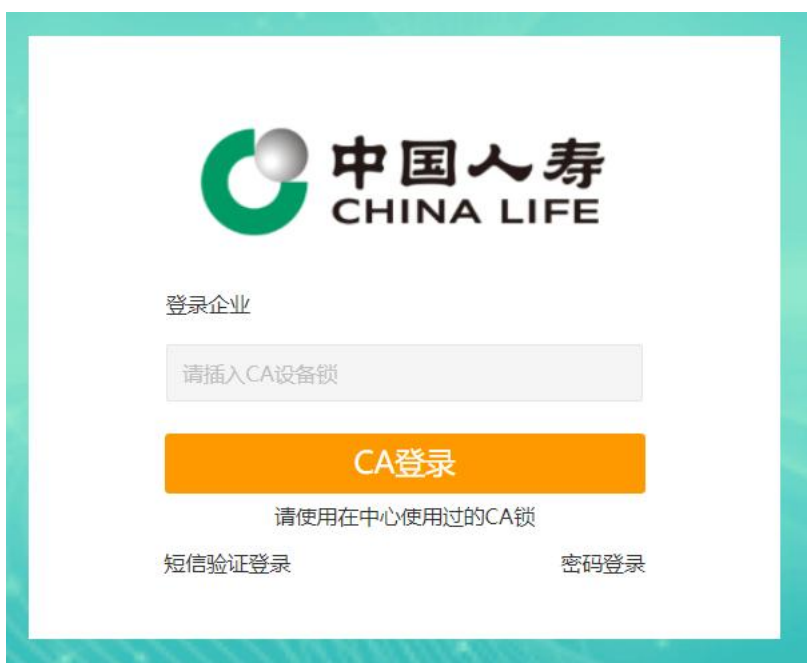 中国人寿
CHINA LIFE
登录企业
请插入CA设备锁
CA登录
请使用在中心使用过的CA锁
短信验证登录 密码登录